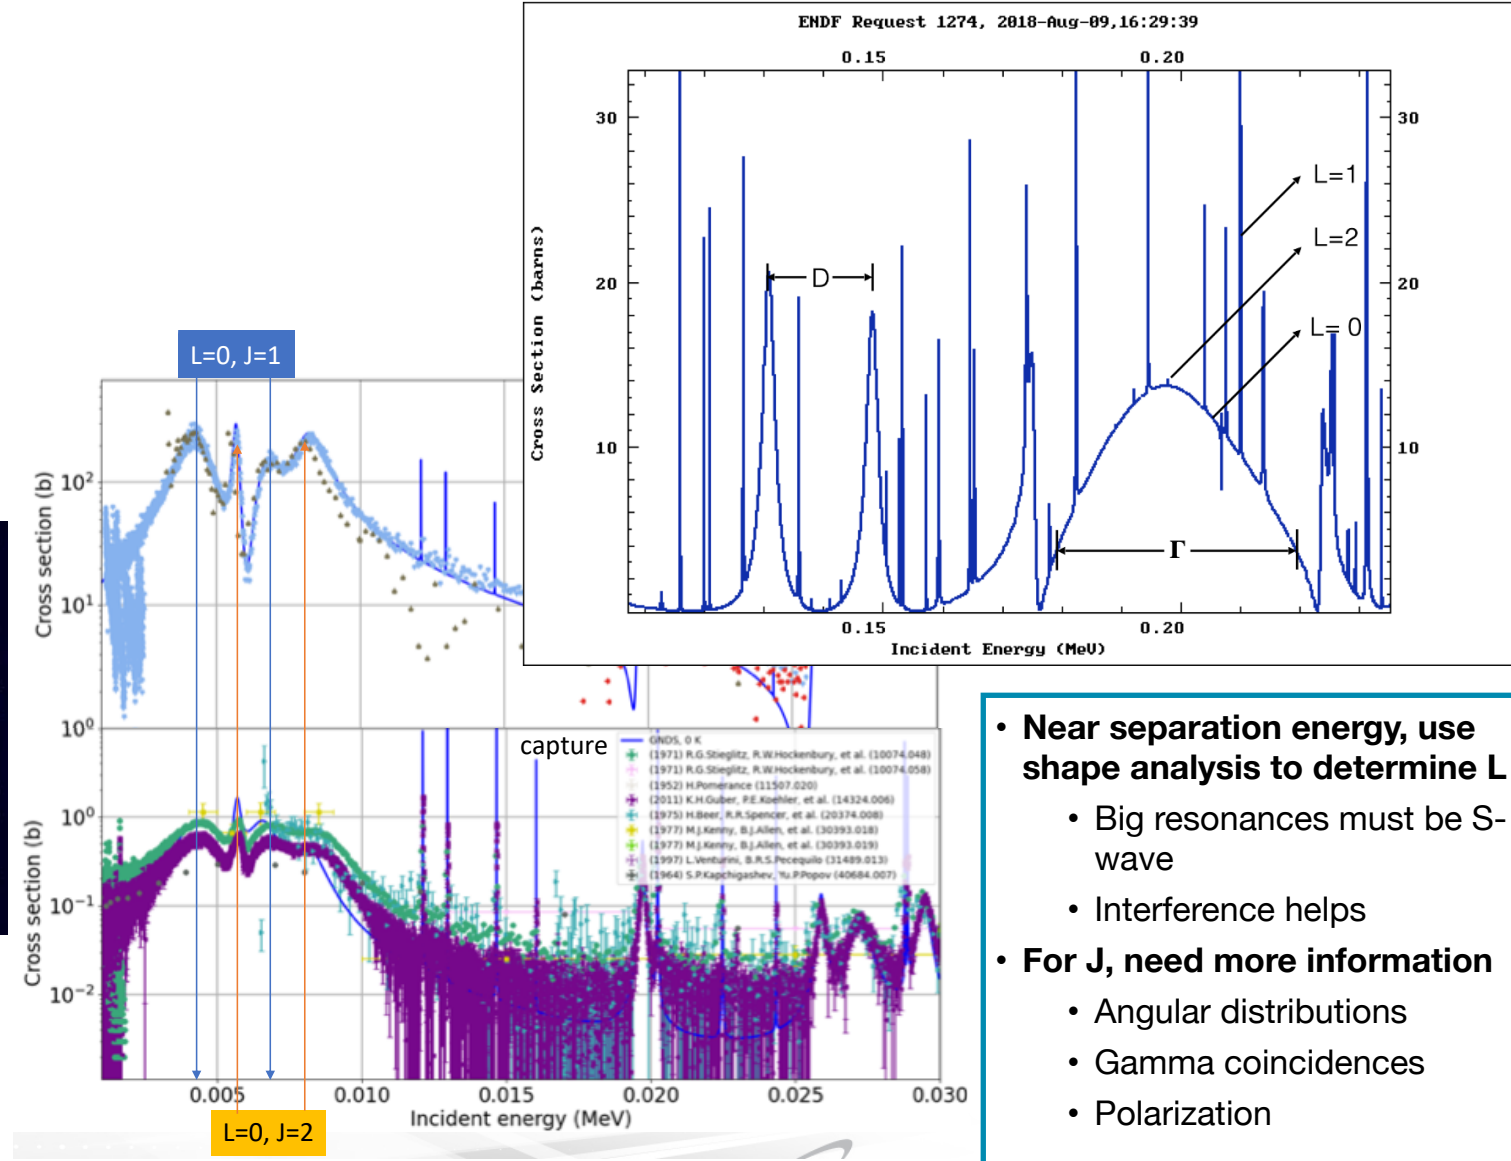 ENDF Request 1274, 2018-Aug-09,16:29:39
0.15 0.20
30 30
20 20
10 10
Cross Section (barns)
L=1
L=2
L= 0
D
Γ
0.15 0.20
Incident Energy (MeV)
L=0, J=1
10²
10¹
10⁰
Cross section (b)
capture
GNDS, 0 K
(1971) R.G.Stieglitz, R.W.Hockenbury, et al. (10074.048)
(1971) R.G.Stieglitz, R.W.Hockenbury, et al. (10074.058)
(1952) H.Pomerance (11507.020)
(2011) K.H.Guber, P.E.Koehler, et al. (14324.006)
(1975) H.Beer, R.R.Spencer, et al. (20374.008)
(1977) M.J.Kenny, B.J.Allen, et al. (30393.018)
(1977) M.J.Kenny, B.J.Allen, et al. (30393.019)
(1997) L.Venturini, B.R.S.Pecequilo (31489.013)
(1964) S.P.Kapchigashev, Yu.P.Popov (40684.007)
10⁰
10⁻¹
10⁻²
Cross section (b)
0.005 0.010 0.015 0.020 0.025 0.030
Incident energy (MeV)
L=0, J=2
• Near separation energy, use
shape analysis to determine L
• Big resonances must be S-
wave
• Interference helps
• For J, need more information
• Angular distributions
• Gamma coincidences
• Polarization